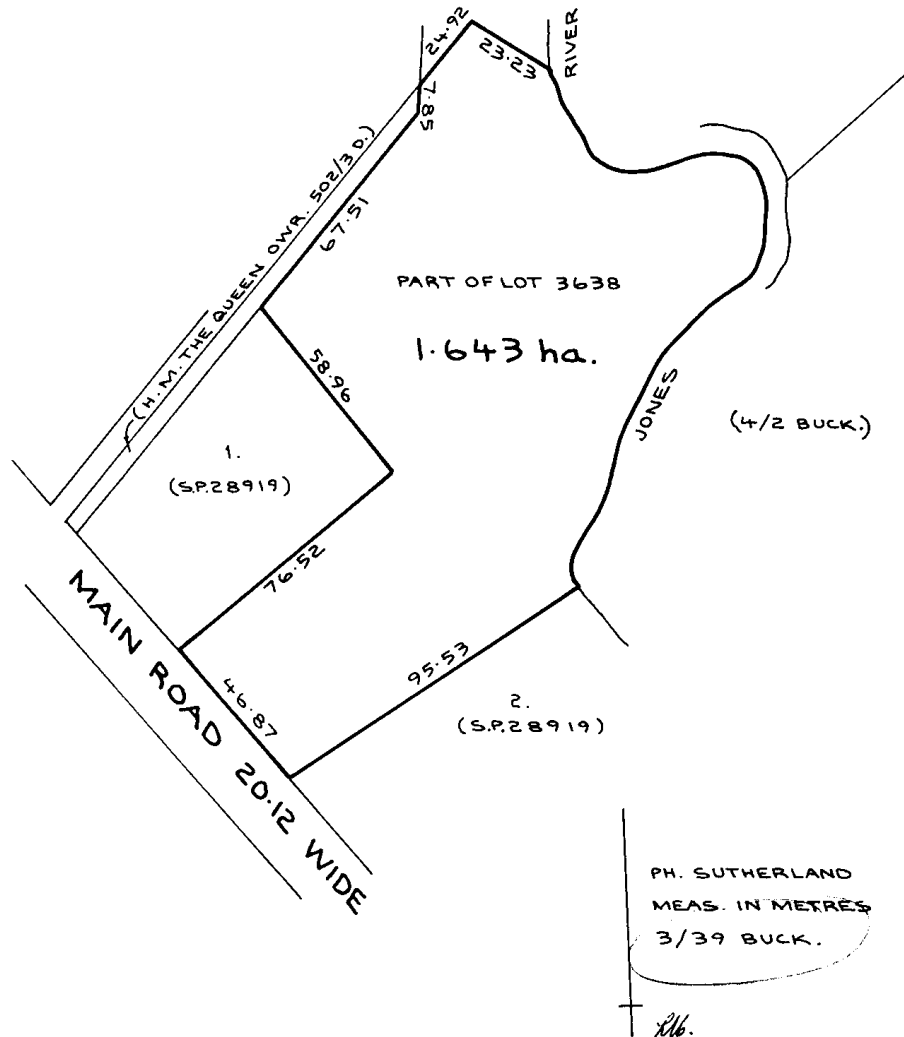 24.92
23.23
RIVER
7.85
(H.M. THE QUEEN OWR. 502/3 D.)
67.51
PART OF LOT 3638
1.643 ha.
58.96
JONES
(4/2 BUCK.)
1.
(S.P.28919)
76.52
MAIN ROAD 20.12 WIDE
46.87
95.53
2.
(S.P.28919)
PH. SUTHERLAND
MEAS. IN METRES
3/39 BUCK.